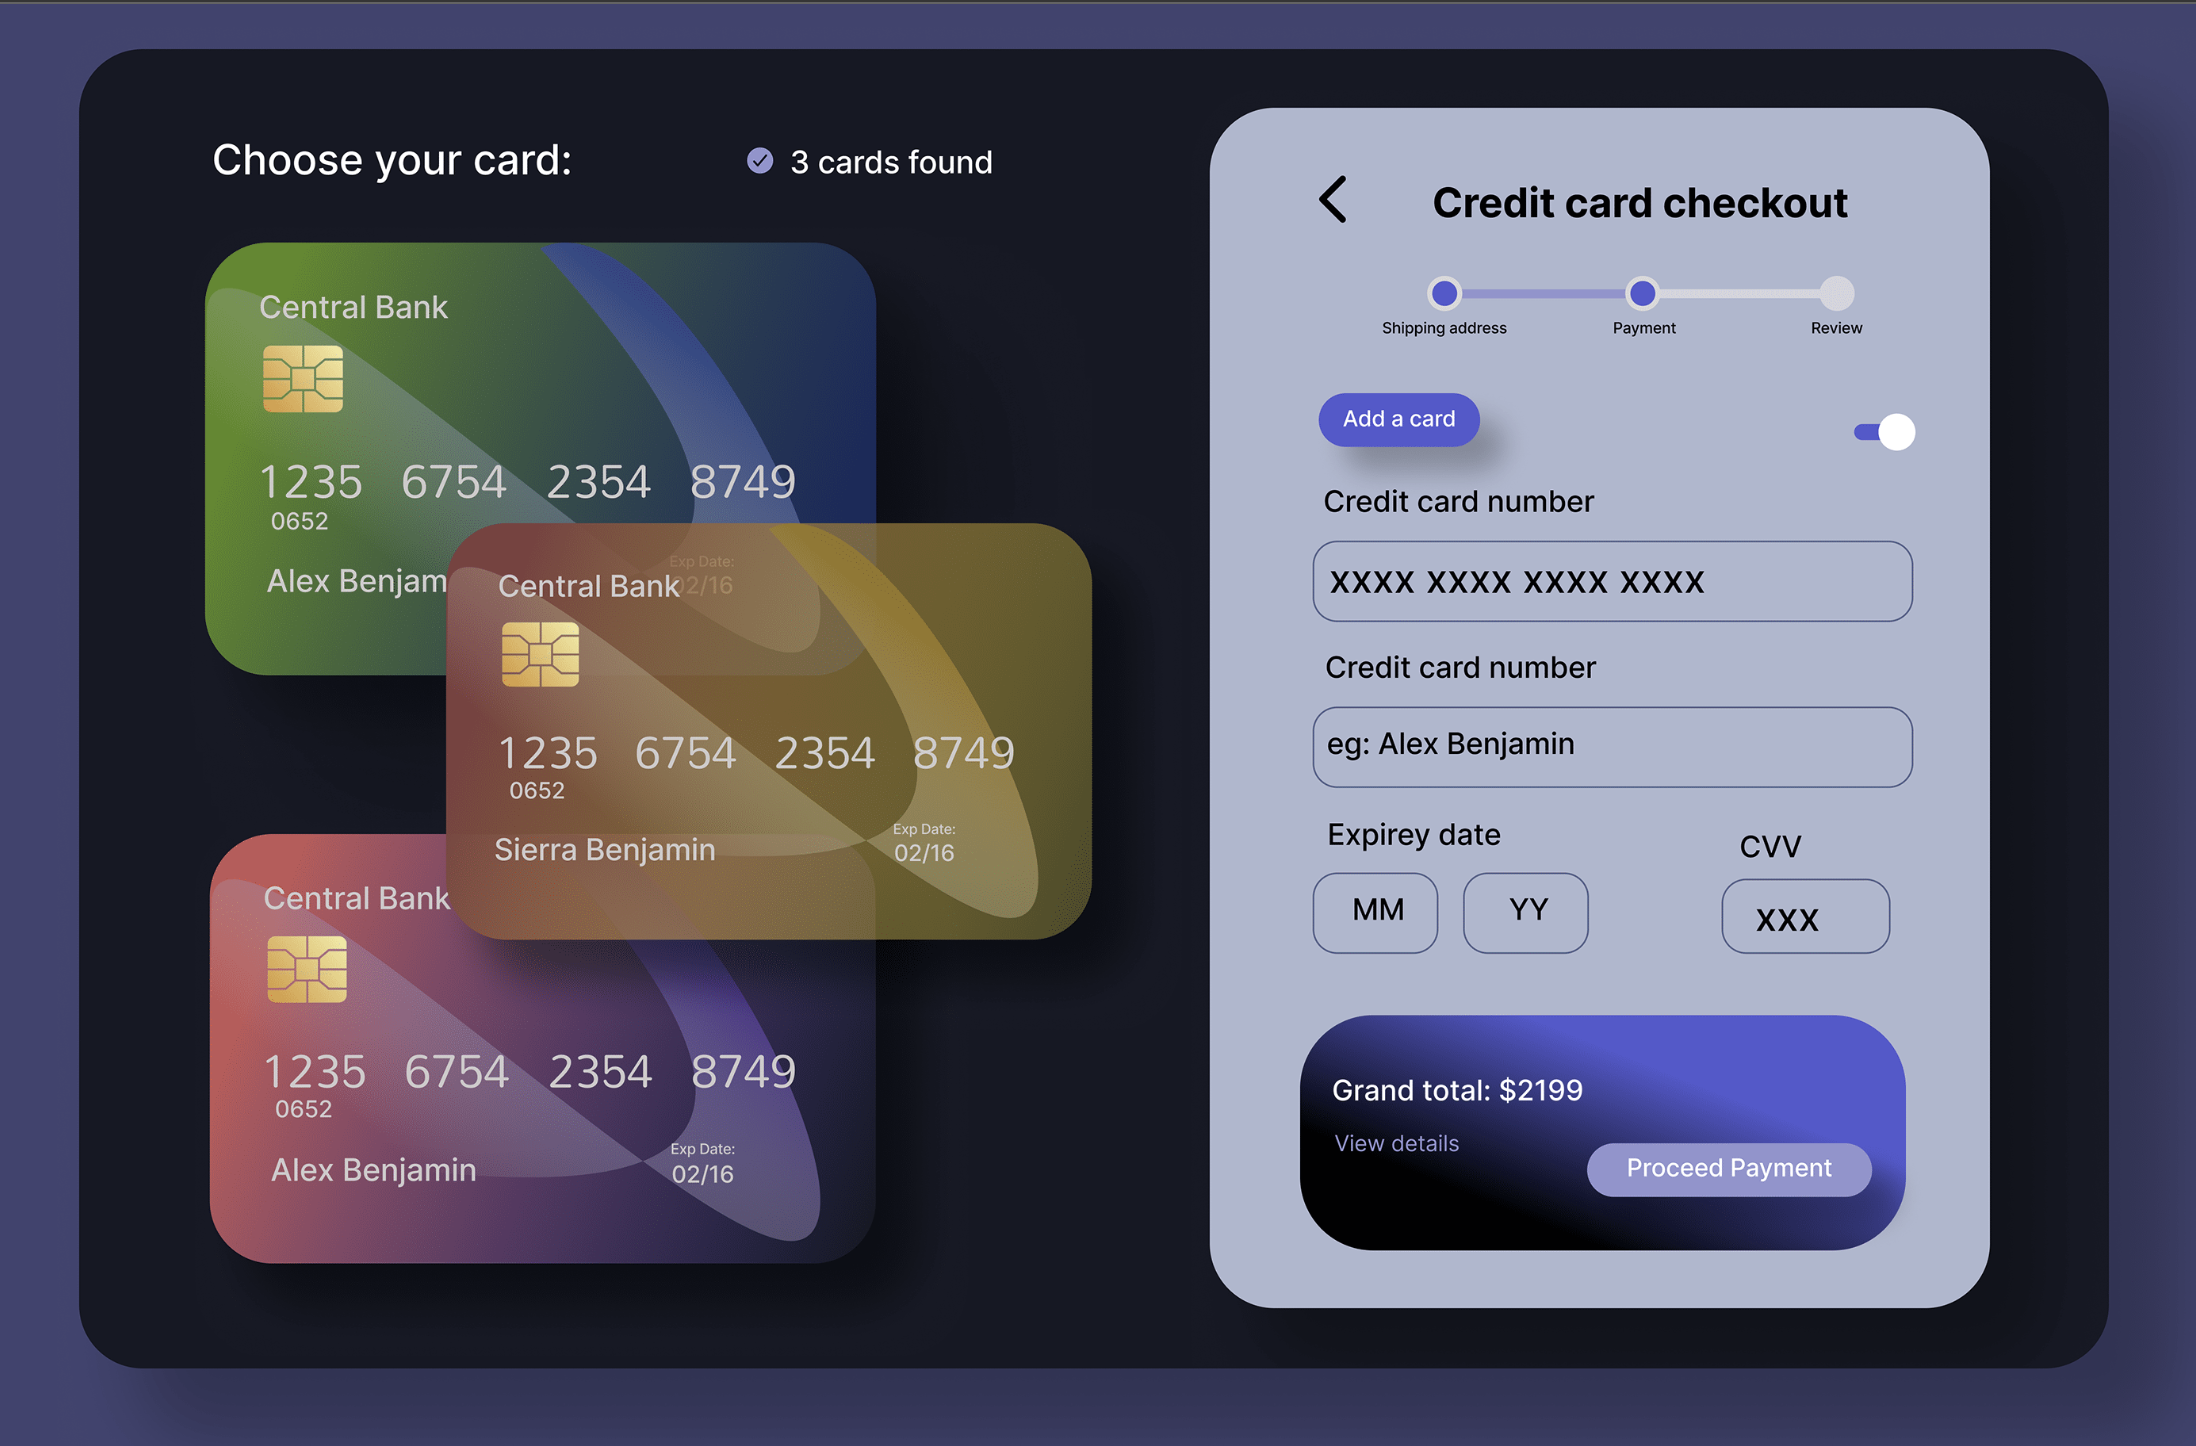 Choose your card:
3 cards found
Central Bank
1235 6754 2354 8749
0652
Alex Benjam
Exp Date:
02/16
Central Bank
1235 6754 2354 8749
0652
Sierra Benjamin
Exp Date:
02/16
Central Bank
1235 6754 2354 8749
0652
Alex Benjamin
Exp Date:
02/16
Credit card checkout
Shipping address
Payment
Review
Add a card
Credit card number
XXXX XXXX XXXX XXXX
Credit card number
eg: Alex Benjamin
Expirey date
CVV
MM
YY
XXX
Grand total: $2199
View details
Proceed Payment